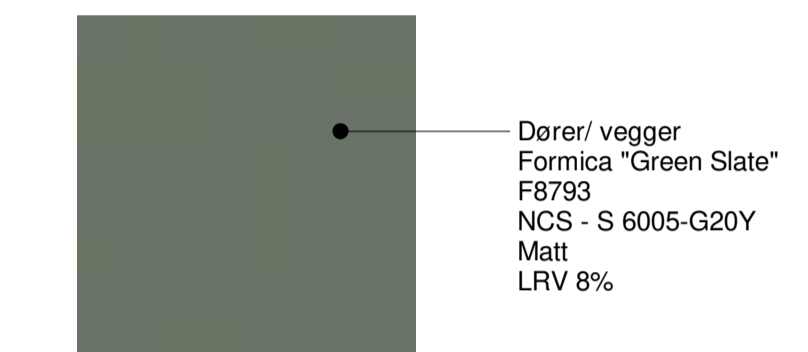 Dører/ vegger
Formica "Green Slate"
F8793
NCS - S 6005-G20Y
Matt
LRV 8%